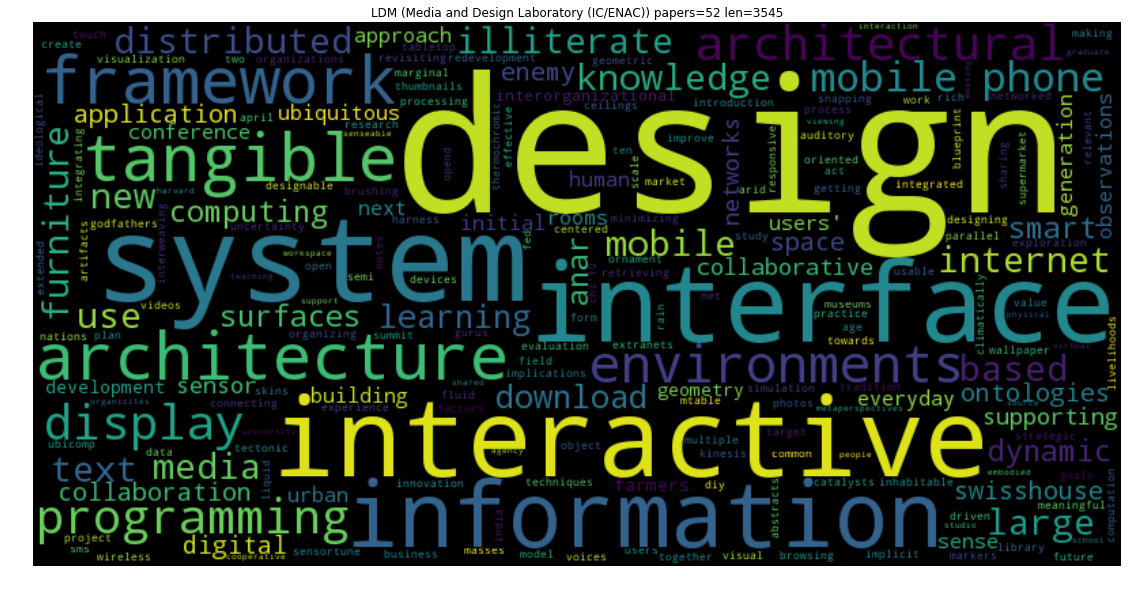 LDM (Media and Design Laboratory (IC/ENAC)) papers=52 len=3545
touch
create
distributed
approach
tabletop
illiterate
architectural
interaction
making
graduate
visualization
two
organizations
revisiting
redevelopment
geometric
framework
marginal
thumbnails
enemy
knowledge
mobile phone
interorganizational
ceilings
introduction
snapping
work
rich
networked
application
april
ubiquitous
processing
conference
research
senseable
effective
thermochromic
design
ten
improve
process
viewing
auditory
oriented
act
blueprint
relevant
sharing
generation
observations
ideological
integrating
furniture
tangible
designable
opend
human
scale
market
networks
responsive
arid
getting
integrated
supermarket
new
harvard
brushing
next
computing
godfathers
uncertainty
harness
initial
rooms
centered
minimizing
users'
designing
parallel
smart
artifacts
interweaving
notes
fed
mobile
study
space
usable
exploration
extended
system
workspace
open
semi
devices
teaching
support
anar
ornament
retrieving
chi'10
collaborative
internet
climatically
value
physical
videos
use
surfaces
learning
form
rain
net
interface
museums
practice
age
towards
nations
plan
organizing
summit
gurus
extranets
wallpaper
virtual
livelihoods
architecture
evaluation
implications
field
environments
based
development
sensor
skins
shared
fluid
geometry
simulation
tradition
everyday
ontologies
organicites
connecting
building
experience
factors
download
mtable
photos
metaperspectives
supporting
display
university
interactive
ubicomp
data
tectonic
agency
object
multiple
kinesis
target
common
people
strategic
dynamic
embodied
goals
text
media
liquid
innovation
techniques
farmers
diy
abstracts
catalysts
inhabitable
swisshouse
meaningful
computation
collaboration
urban
information
driven
studio
large
programming
project
sms
digital
cooperative
sensortune
wireless
business
masses
model
india
voices
users
together
visual
browsing
implicit
sense
library
markers
school
future